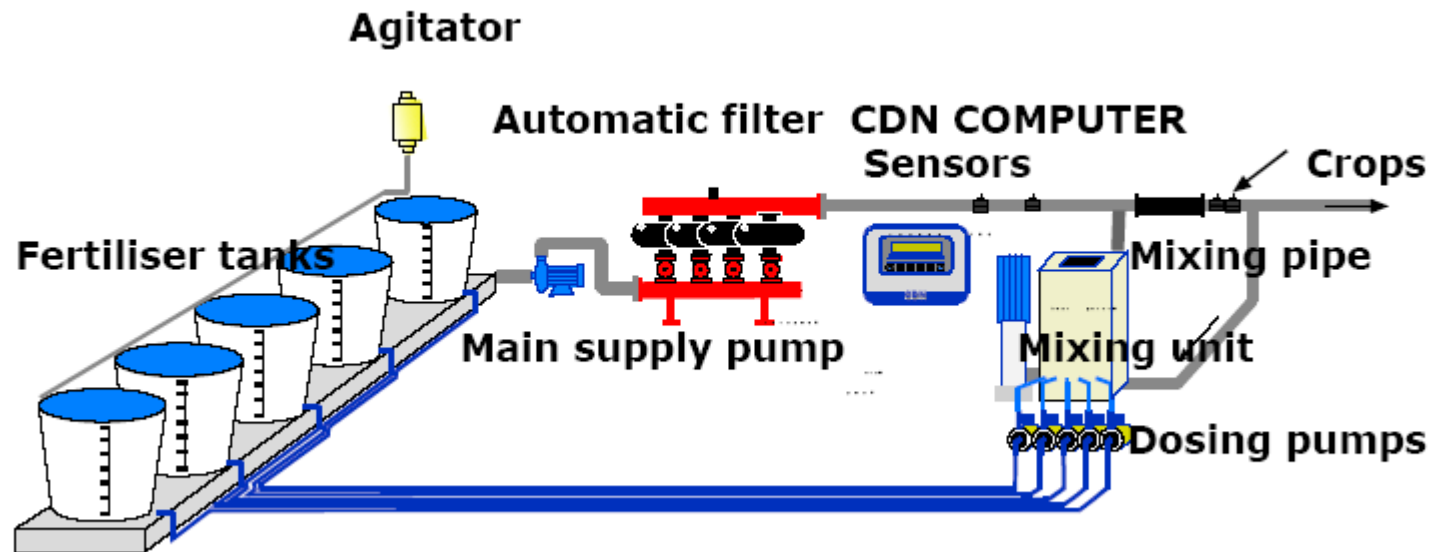 Agitator
Automatic filter
CDN COMPUTER
Sensors
Crops
Fertiliser tanks
Mixing pipe
Main supply pump
Mixing unit
Dosing pumps